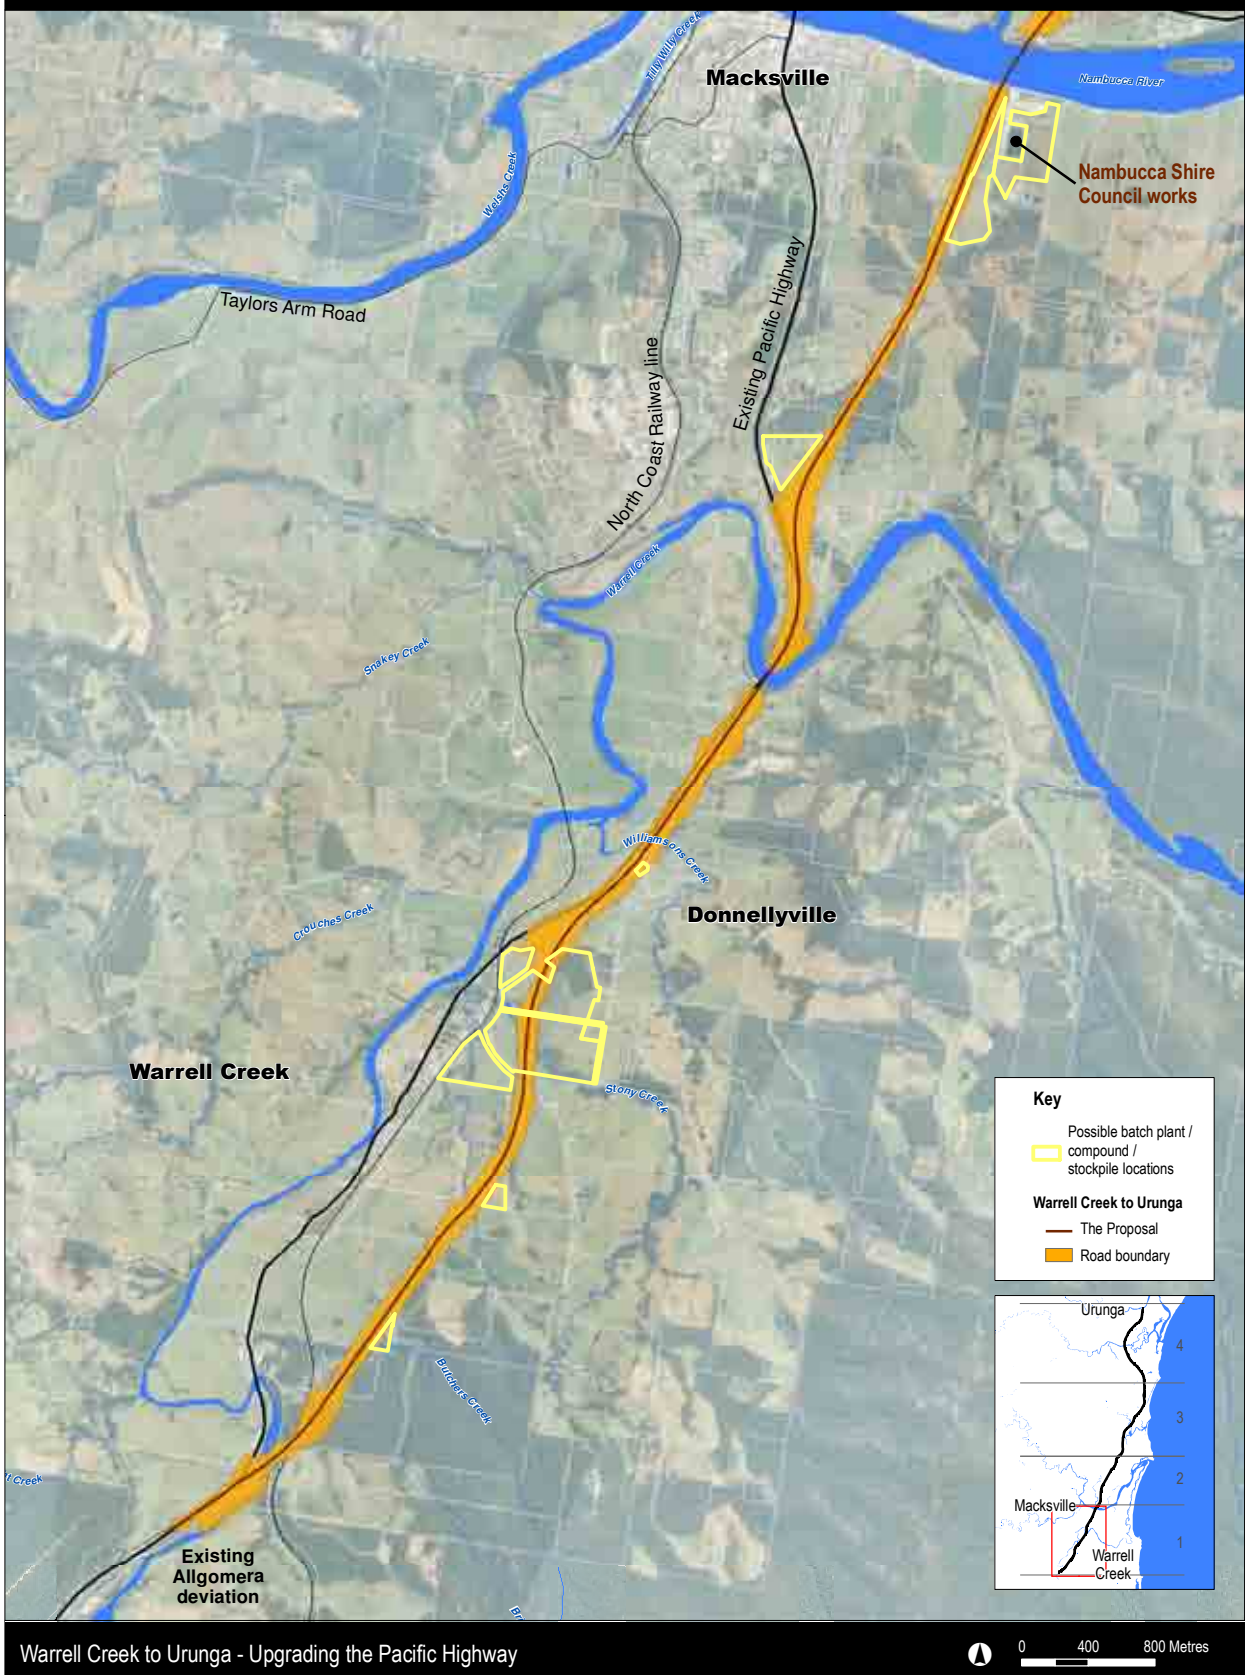 Macksville
Tilly Willy Creek
Nambucca River
Nambucca Shire
Council works
Welshs Creek
Taylors Arm Road
Existing Pacific Highway
North Coast Railway line
Warrell Creek
Snakey Creek
Williamsons Creek
Donnellyville
Crouches Creek
Warrell Creek
Stony Creek
Butchers Creek
Creek
Existing
Allgomera
deviation
Key
Possible batch plant /
compound /
stockpile locations
Warrell Creek to Urunga
The Proposal
Road boundary
Urunga
4
3
2
Macksville
1
Warrell
Creek
Warrell Creek to Urunga - Upgrading the Pacific Highway
0 400 800 Metres